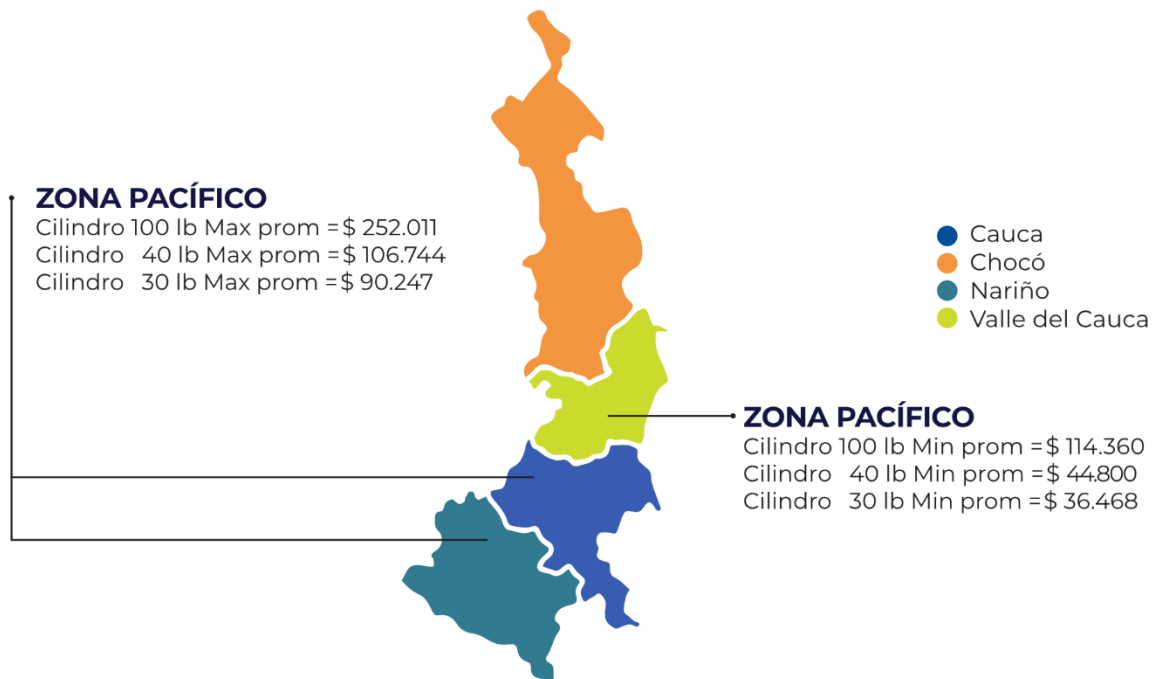 ZONA PACÍFICO
Cilindro 100 lb Max prom =$ 252.011
Cilindro 40 lb Max prom =$ 106.744
Cilindro 30 lb Max prom =$ 90.247
Cauca
Chocó
Nariño
Valle del Cauca
ZONA PACÍFICO
Cilindro 100 lb Min prom =$ 114.360
Cilindro 40 lb Min prom =$ 44.800
Cilindro 30 lb Min prom =$ 36.468